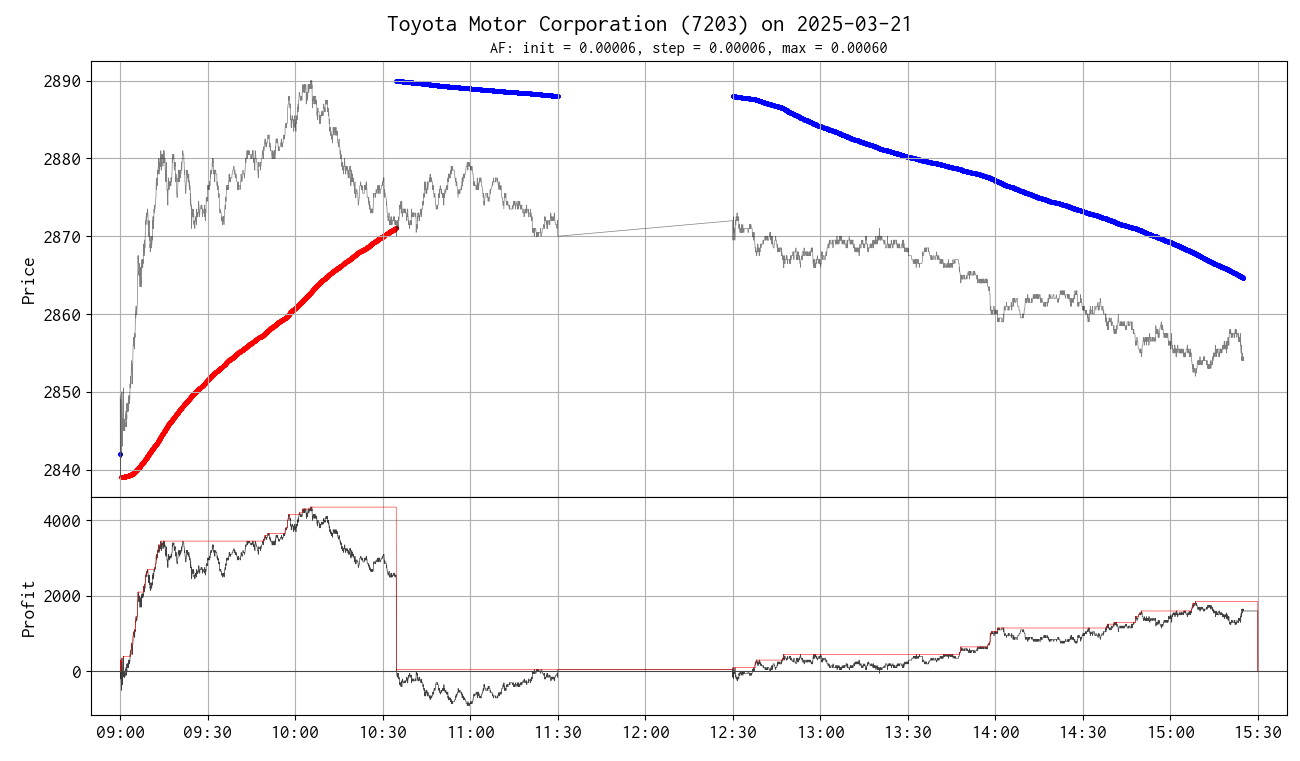 Toyota Motor Corporation (7203) on 2025-03-21
AF: init = 0.00006, step = 0.00006, max = 0.00060
Price
2890
2880
2870
2860
2850
2840
Profit
4000
2000
0
09:00 09:30 10:00 10:30 11:00 11:30 12:00 12:30 13:00 13:30 14:00 14:30 15:00 15:30